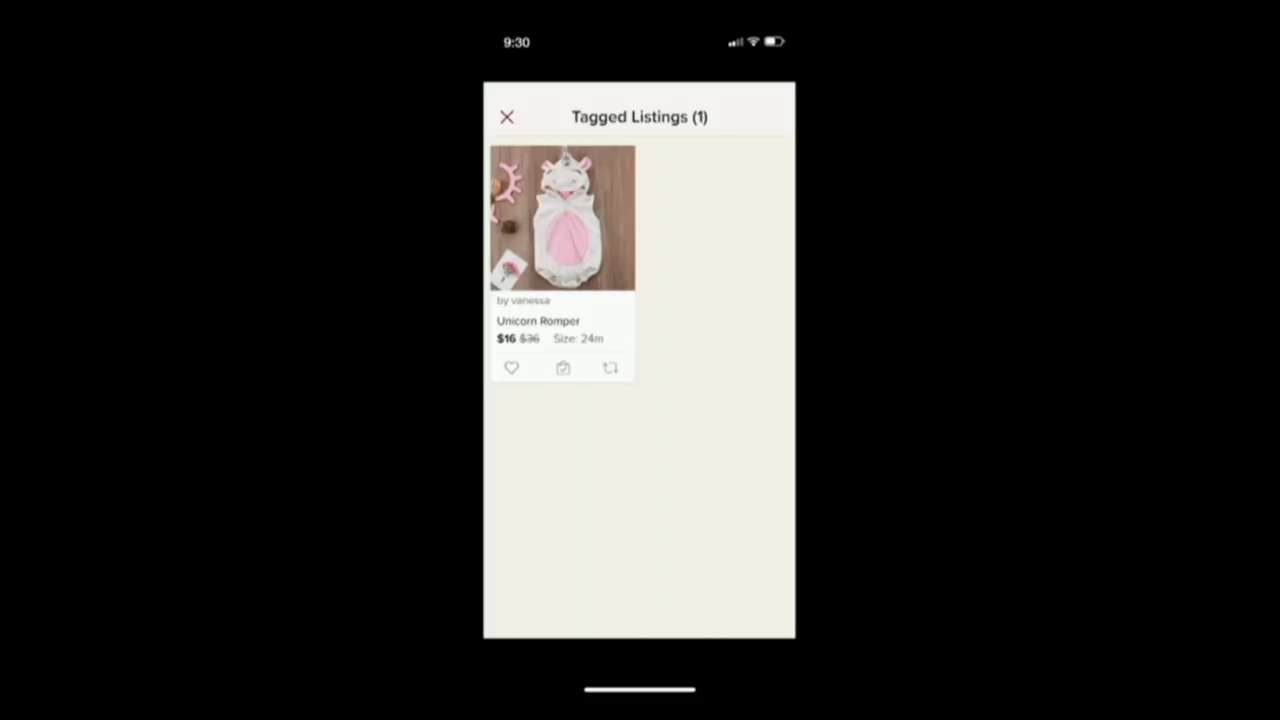 9:30
Tagged Listings (1)
by vanessa
Unicorn Romper
$16 $36 Size: 24m